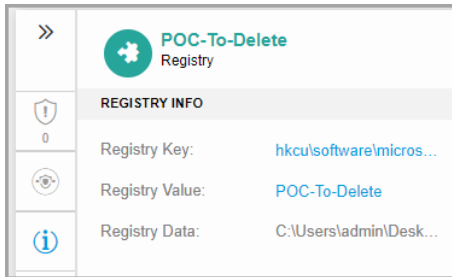 POC-To-Delete
Registry
REGISTRY INFO
0
Registry Key: hkcu\software\micros...
Registry Value: POC-To-Delete
Registry Data: C:\Users\admin\Desk...